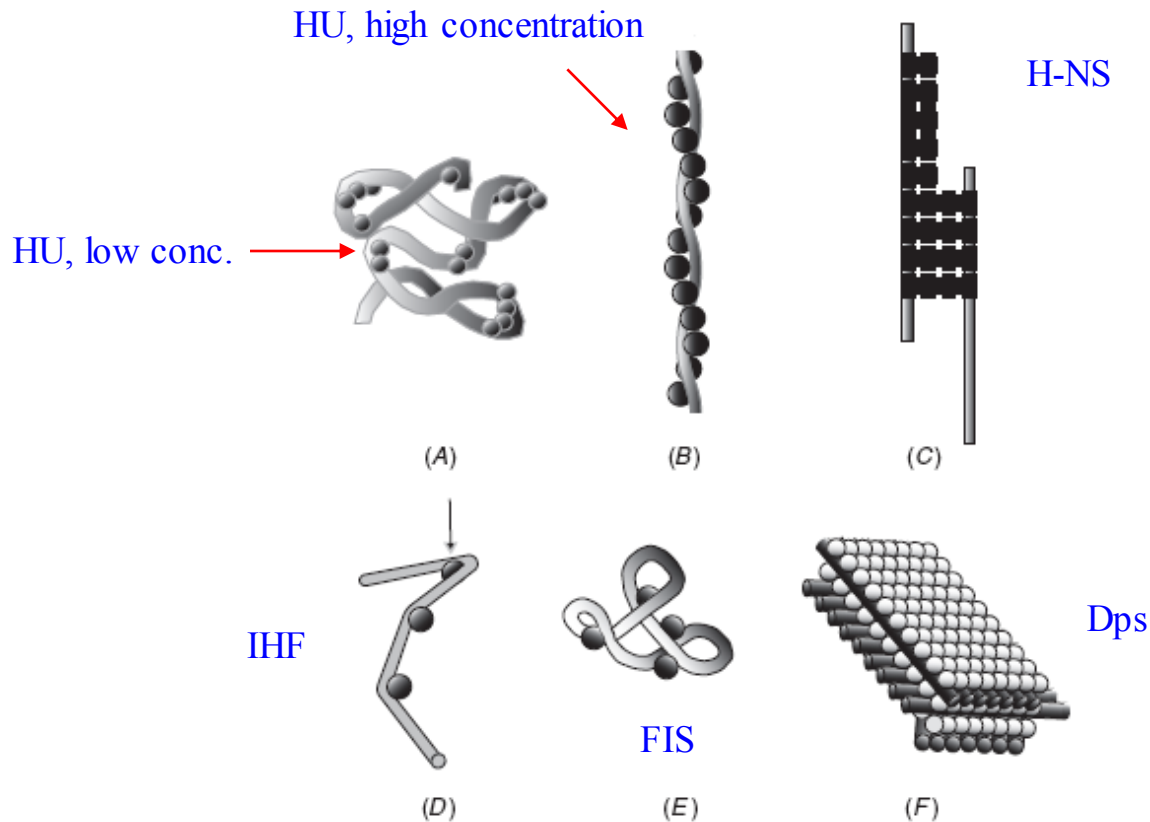 HU, high concentration
H-NS
HU, low conc.
(A)
(B)
(C)
IHF
FIS
Dps
(D)
(E)
(F)